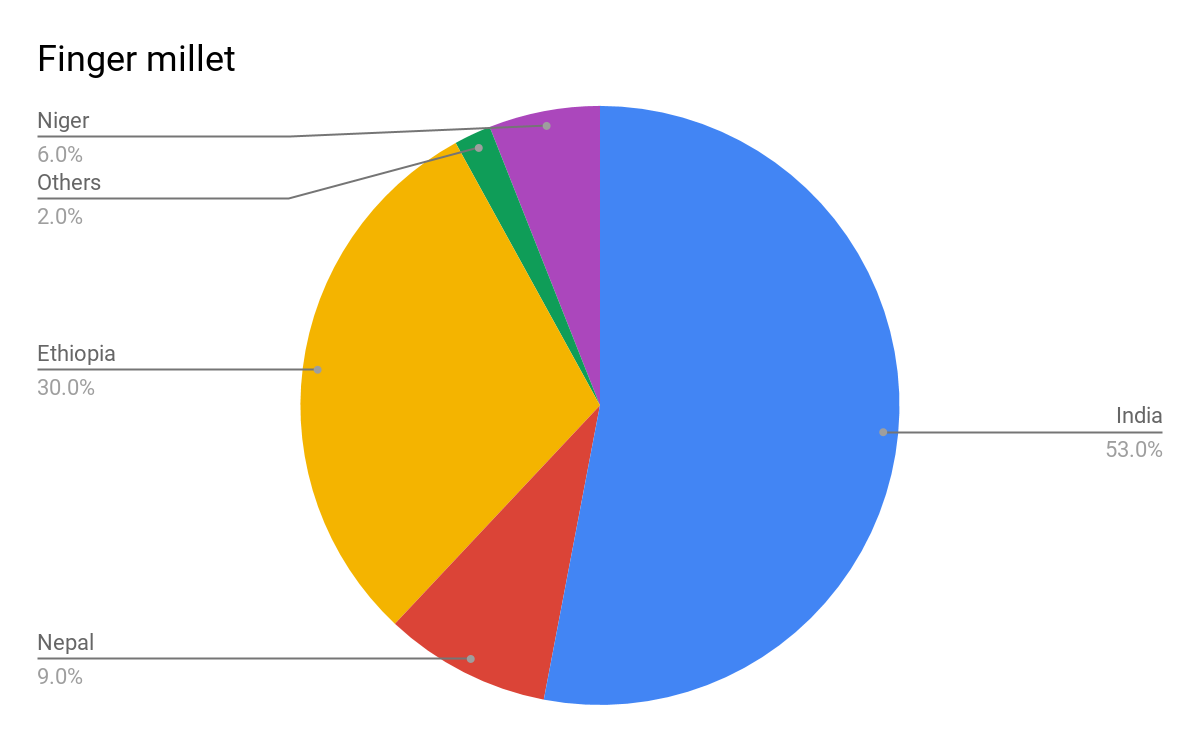 Finger millet
Niger
6.0%
Others
2.0%
Ethiopia
30.0%
India
53.0%
Nepal
9.0%